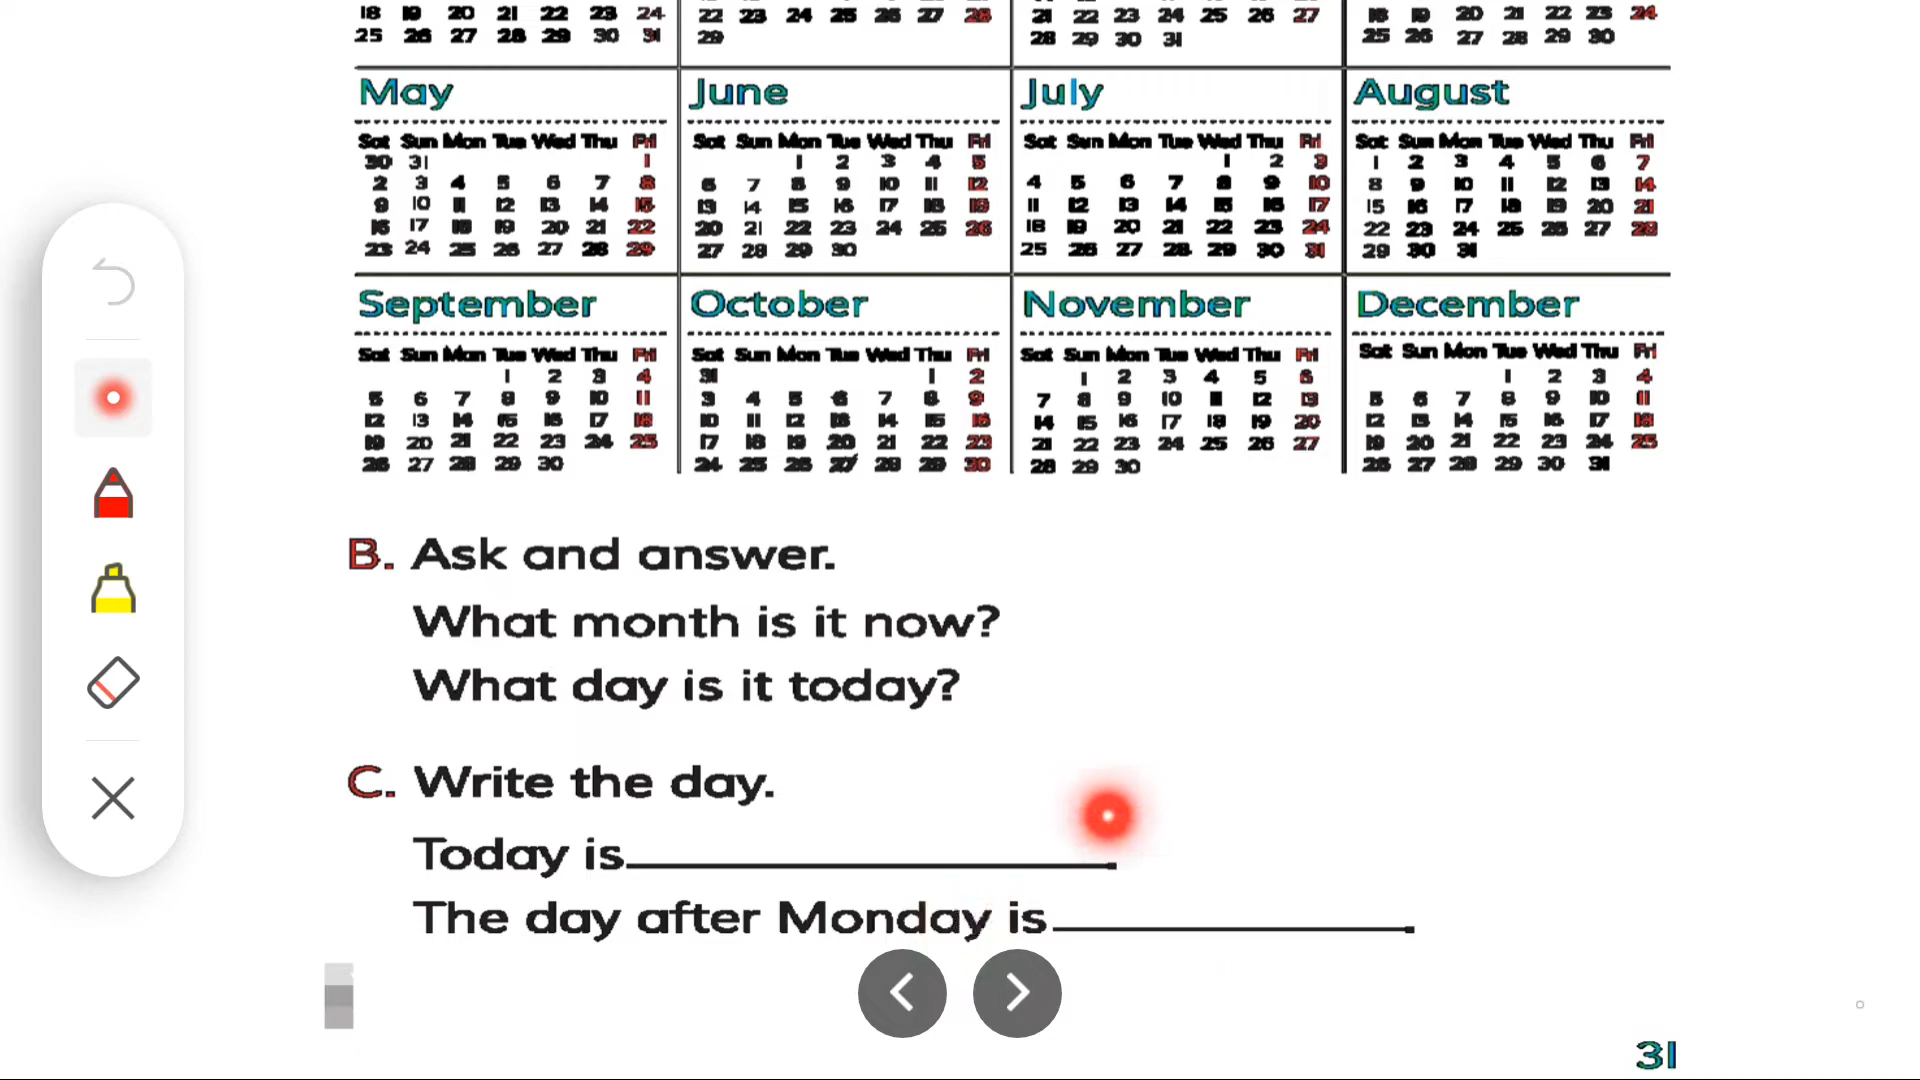 18 19 20 21 22 23 24 22 23 24 25 26 27 28 21 22 23 24 25 26 27 18 19 20 21 22 23 24
25 26 27 28 29 30 31 29 28 29 30 31 25 26 27 28 29 30
May June July August
Sat Sun Mon Tue Wed Thu Fri Sat Sun Mon Tue Wed Thu Fri Sat Sun Mon Tue Wed Thu Fri Sat Sun Mon Tue Wed Thu Fri
30 31 1 1 2 3 4 5 1 2 3 1 2 3 4 5 6 7
2 3 4 5 6 7 8 6 7 8 9 10 11 12 4 5 6 7 8 9 10 8 9 10 11 12 13 14
9 10 11 12 13 14 15 13 14 15 16 17 18 19 11 12 13 14 15 16 17 15 16 17 18 19 20 21
16 17 18 19 20 21 22 20 21 22 23 24 25 26 18 19 20 21 22 23 24 22 23 24 25 26 27 28
23 24 25 26 27 28 29 27 28 29 30 25 26 27 28 29 30 31 29 30 31
September October November December
Sat Sun Mon Tue Wed Thu Fri Sat Sun Mon Tue Wed Thu Fri Sat Sun Mon Tue Wed Thu Fri Sat Sun Mon Tue Wed Thu Fri
1 2 3 4 31 1 2 1 2 3 4 5 6 1 2 3 4
5 6 7 8 9 10 11 3 4 5 6 7 8 9 7 8 9 10 11 12 13 5 6 7 8 9 10 11
12 13 14 15 16 17 18 10 11 12 13 14 15 16 14 15 16 17 18 19 20 12 13 14 15 16 17 18
19 20 21 22 23 24 25 17 18 19 20 21 22 23 21 22 23 24 25 26 27 19 20 21 22 23 24 25
26 27 28 29 30 24 25 26 27 28 29 30 28 29 30 26 27 28 29 30 31
B. Ask and answer.
What month is it now?
What day is it today?
C. Write the day.
Today is.
The day after Monday is.
31